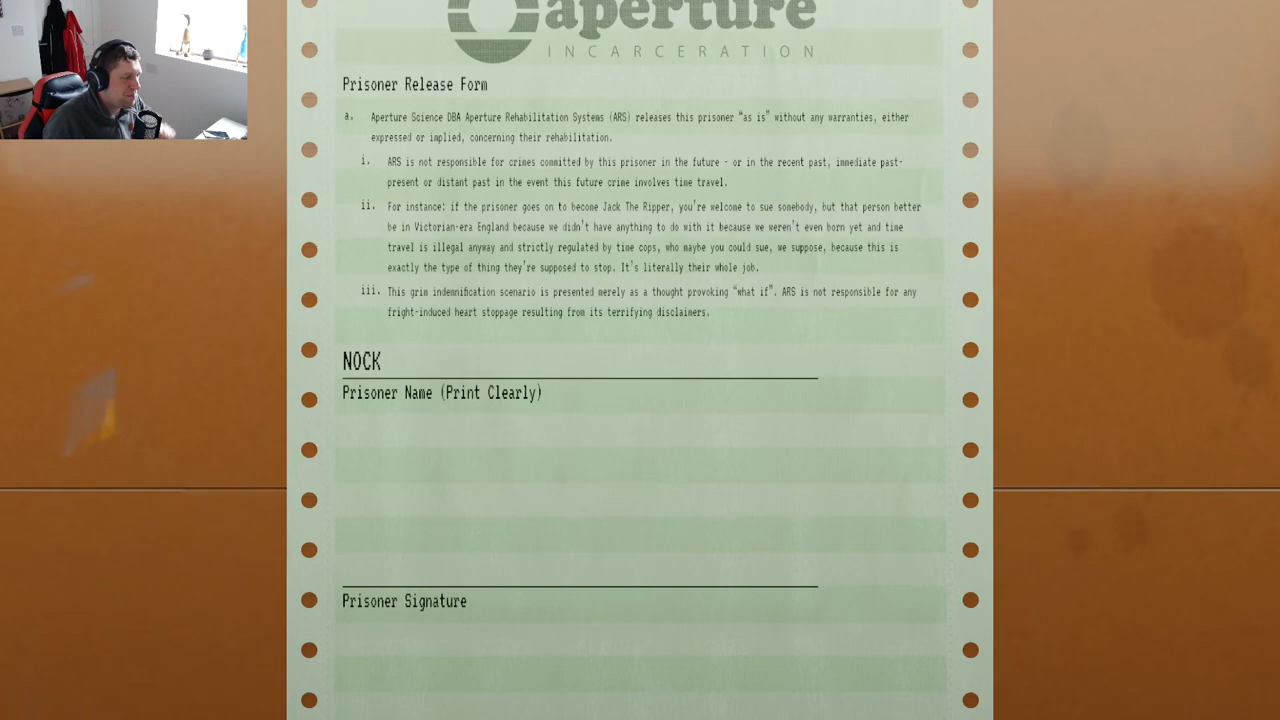 aperture
INCARCERATION
Prisoner Release Form
a. Aperture Science DBA Aperture Rehabilitation Systems (ARS) releases this prisoner “as is” without any warranties, either
expressed or implied, concerning their rehabilitation.
i. ARS is not responsible for crimes committed by this prisoner in the future - or in the recent past, immediate past-
present or distant past in the event this future crime involves time travel.
ii. For instance: if the prisoner goes on to become Jack The Ripper, you're welcome to sue somebody, but that person better
be in Victorian-era England because we didn't have anything to do with it because we weren't even born yet and time
travel is illegal anyway and strictly regulated by time cops, who maybe you could sue, we suppose, because this is
exactly the type of thing they're supposed to stop. It's literally their whole job.
iii. This grim indemnification scenario is presented merely as a thought provoking “what if”. ARS is not responsible for any
fright-induced heart stoppage resulting from its terrifying disclaimers.
NOCK
Prisoner Name (Print Clearly)
Prisoner Signature